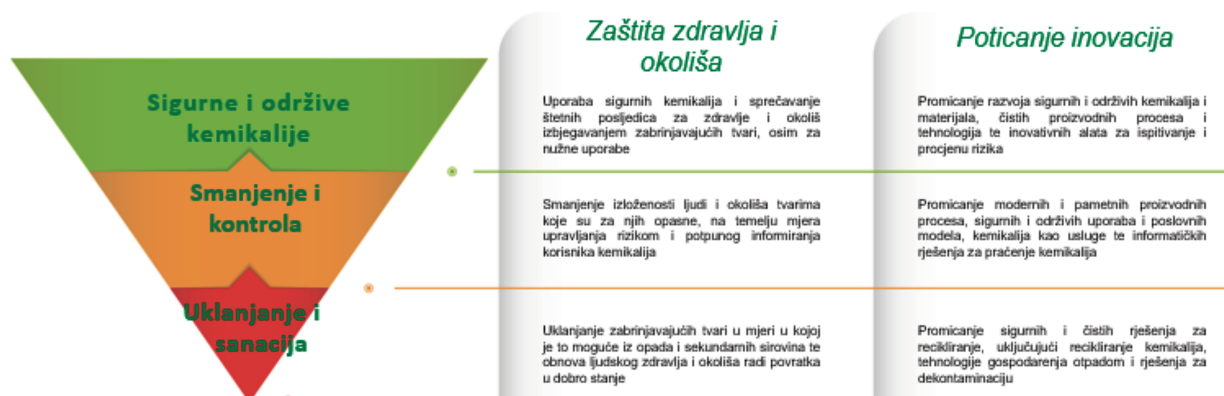 Sigurne i održive
kemikalije
Smanjenje i
kontrola
Uklanjanje i
sanacija
Zaštita zdravlja i
okoliša
Uporaba sigurnih kemikalija i sprečavanje
štetnih posljedica za zdravlje i okoliš
izbjegavanjem zabrinjavajućih tvari, osim za
nužne uporabe
Smanjenje izloženosti ljudi i okoliša tvarima
koje su za njih opasne, na temelju mjera
upravljanja rizikom i potpunog informiranja
korisnika kemikalija
Uklanjanje zabrinjavajućih tvari u mjeri u kojoj
je to moguće iz opada i sekundarnih sirovina te
obnova ljudskog zdravlja i okoliša radi povratka
u dobro stanje
Poticanje inovacija
Promicanje razvoja sigurnih i održivih kemikalija i
materijala, čistih proizvodnih procesa i
tehnologija te inovativnih alata za ispitivanje i
procjenu rizika
Promicanje modernih i pametnih proizvodnih
procesa, sigurnih i održivih uporaba i poslovnih
modela, kemikalija kao usluge te informatičkih
rješenja za praćenje kemikalija
Promicanje sigurnih i čistih rješenja za
recikliranje, uključujući recikliranje kemikalija,
tehnologije gospodarenja otpadom i rješenja za
dekontaminaciju